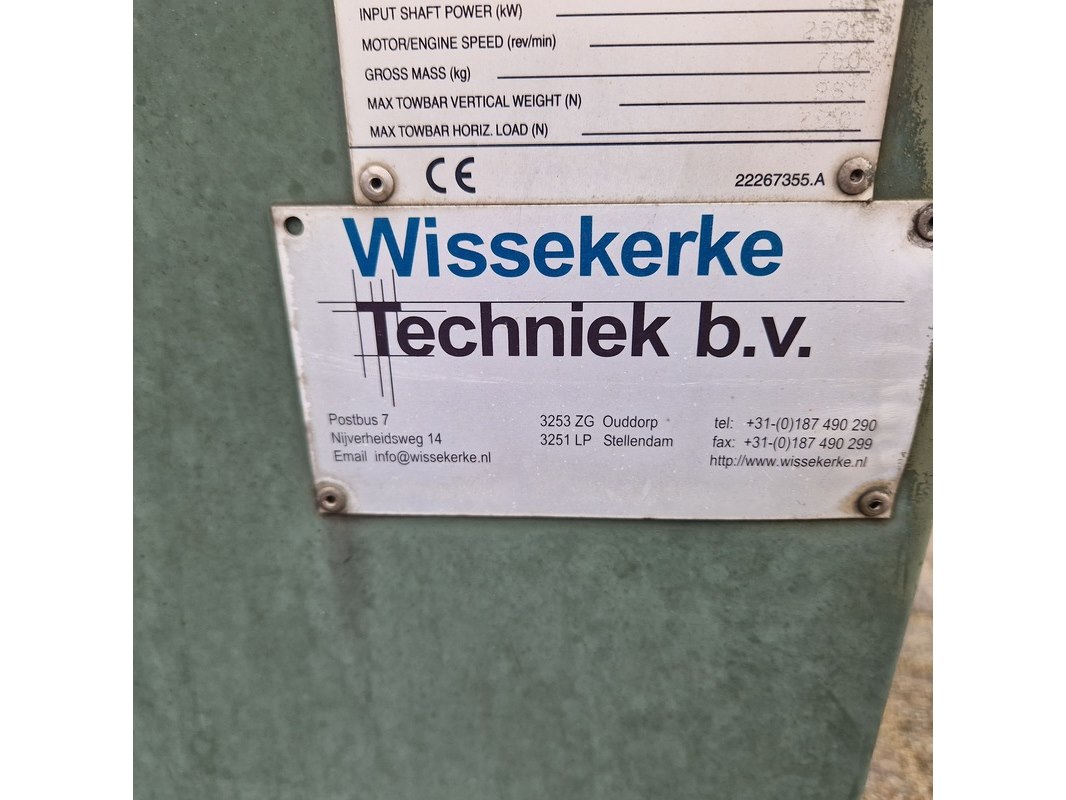 INPUT SHAFT POWER (kW)
MOTOR/ENGINE SPEED (rev/min)
GROSS MASS (kg)
MAX TOWBAR VERTICAL WEIGHT (N)
MAX TOWBAR HORIZ. LOAD (N)
CE 22267355.A
Wissekerke
Techniek b.v.
Postbus 7 3253 ZG Ouddorp tel: +31-(0)187 490 290
Nijverheidsweg 14 3251 LP Stellendam fax: +31-(0)187 490 299
Email info@wissekerke.nl http://www.wissekerke.nl